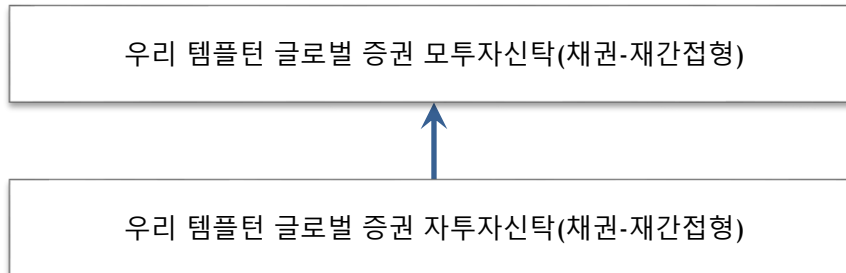 우리 템플턴 글로벌 증권 모투자신탁(채권-재간접형)
우리 템플턴 글로벌 증권 자투자신탁(채권-재간접형)